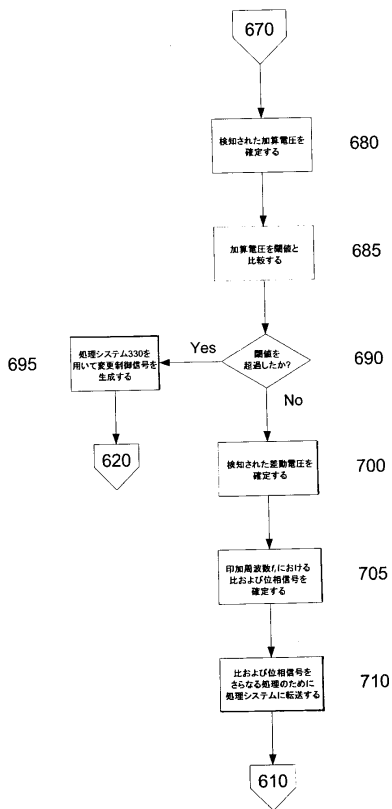 670
検知された加算電圧を
確定する
680
加算電圧を閾値と
比較する
685
閾値を
超過したか?
690
Yes
No
処理システム330を
用いて変更制御信号を
生成する
695
620
検知された差動電圧を
確定する
700
印加周波数fiにおける
比および位相信号を
確定する
705
比および位相信号を
さらなる処理のために
処理システムに転送する
710
610